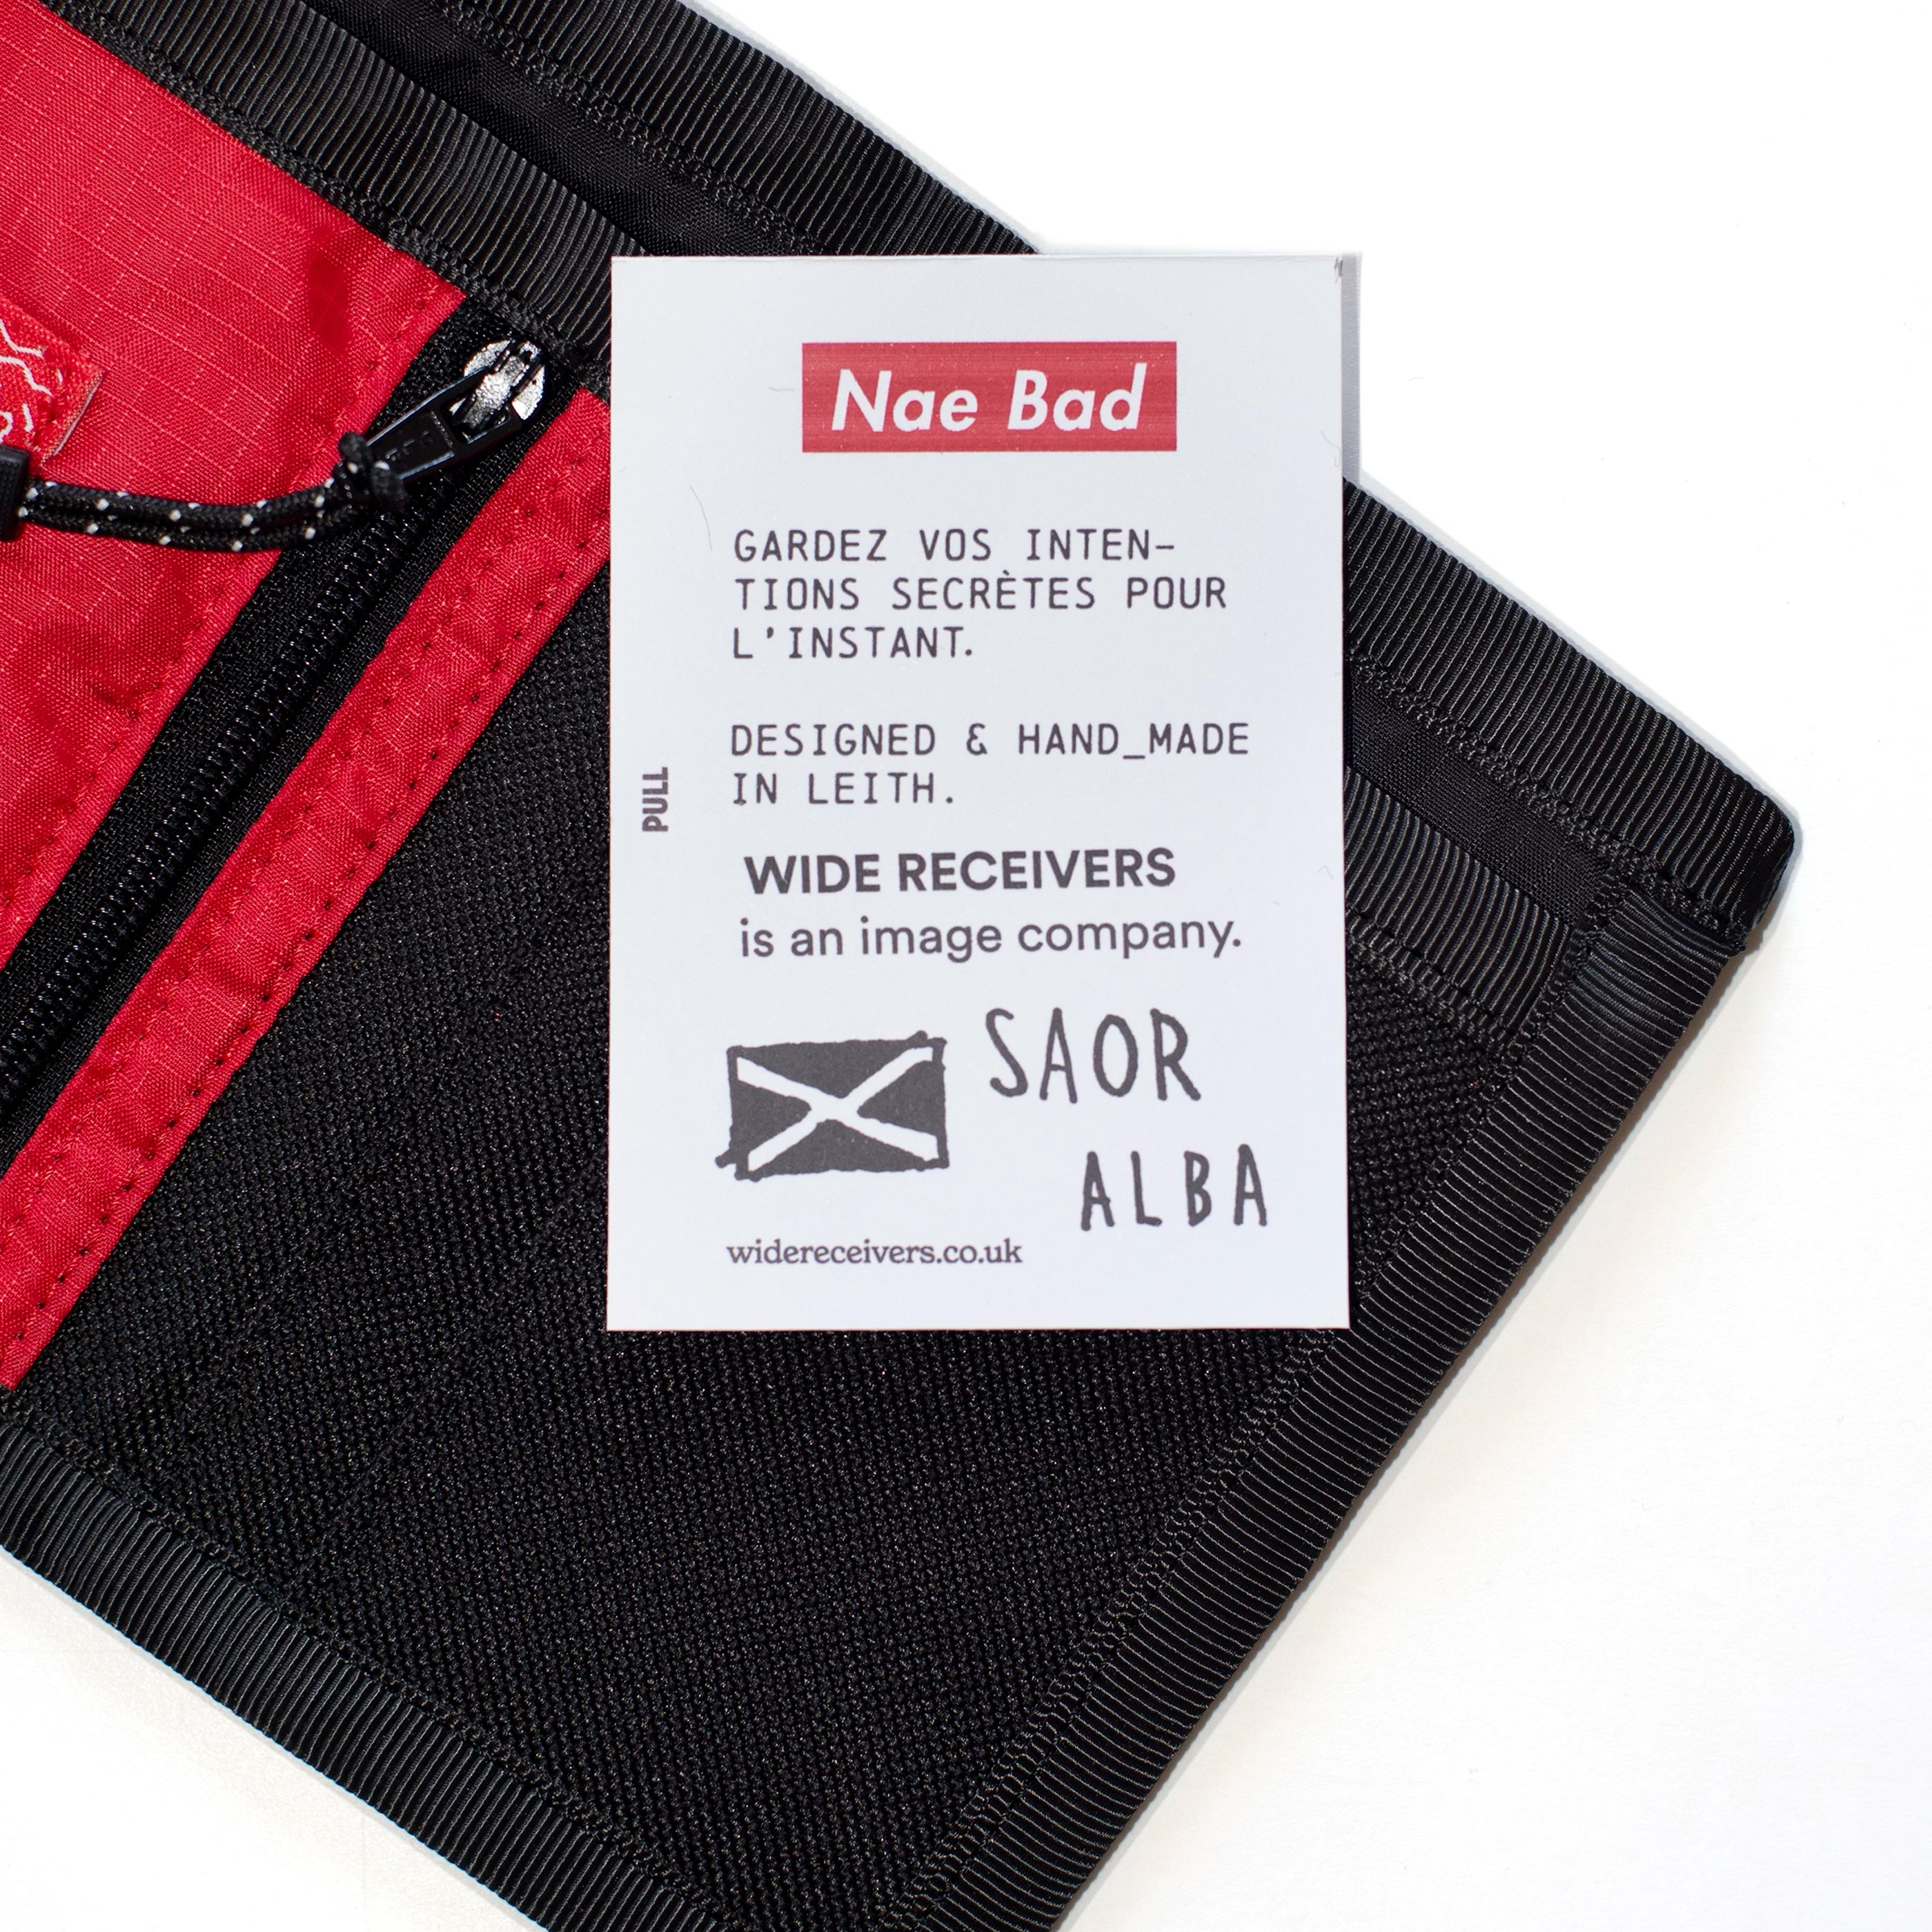 Nae Bad
GARDEZ VOS INTEN-
TIONS SECRÈTES POUR
L'INSTANT.
DESIGNED & HAND_MADE
IN LEITH.
PULL
WIDE RECEIVERS
is an image company.
SAOR
ALBA
widereceivers.co.uk